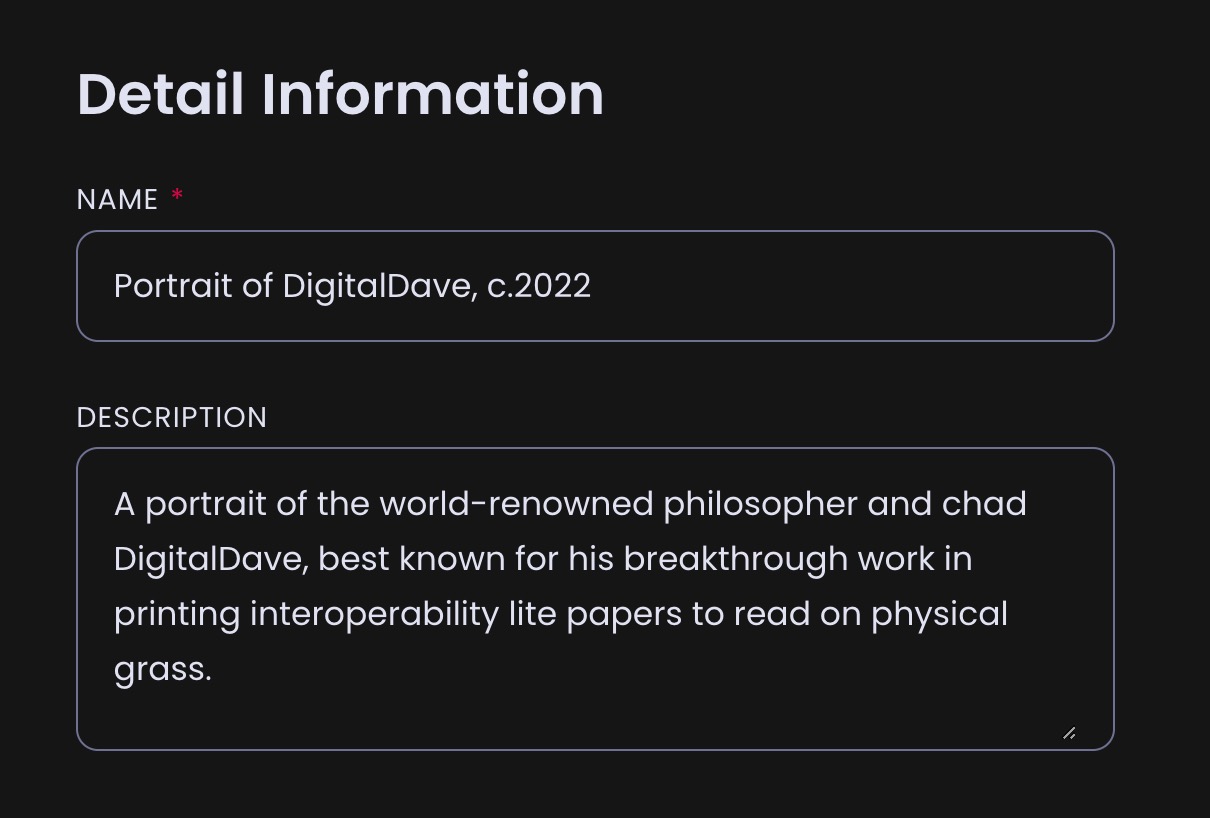 Detail Information
NAME *
Portrait of DigitalDave, c.2022
DESCRIPTION
A portrait of the world-renowned philosopher and chad
DigitalDave, best known for his breakthrough work in
printing interoperability lite papers to read on physical
grass.